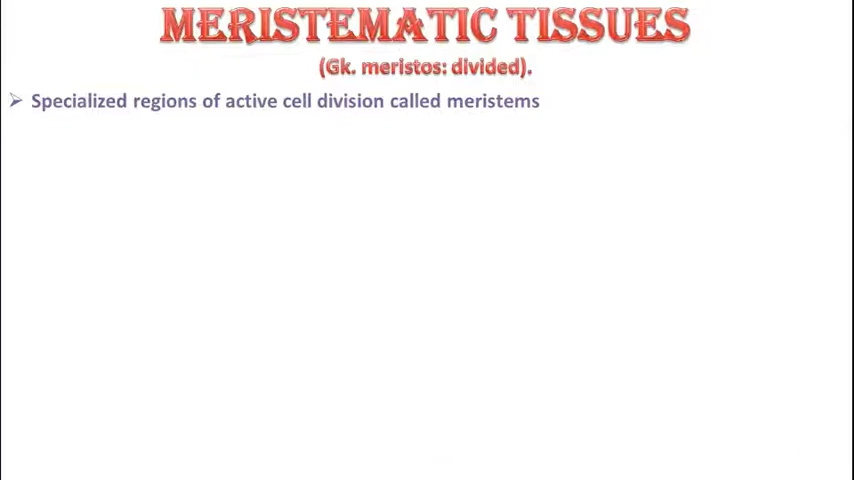 MERISTEMATIC TISSUES
(Gk. meristos: divided).
➢ Specialized regions of active cell division called meristems